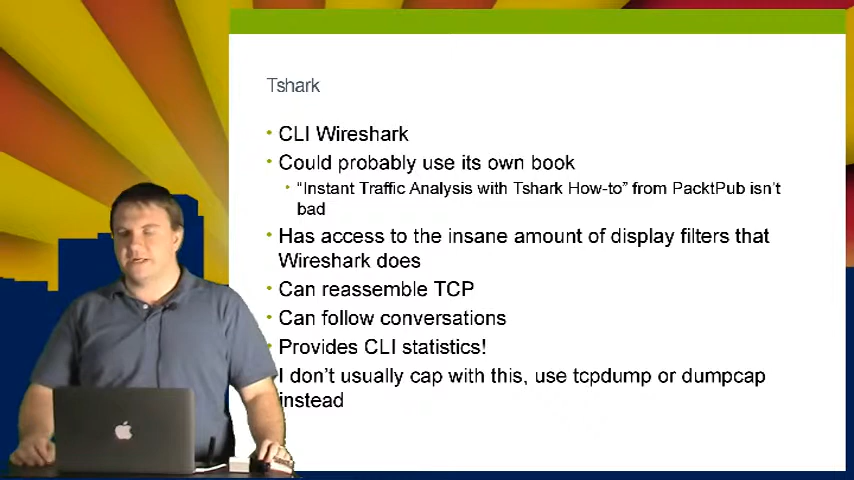 Tshark
• CLI Wireshark
• Could probably use its own book
• “Instant Traffic Analysis with Tshark How-to” from PacktPub isn’t
bad
• Has access to the insane amount of display filters that
Wireshark does
• Can reassemble TCP
• Can follow conversations
• Provides CLI statistics!
I don’t usually cap with this, use tcpdump or dumpcap
instead